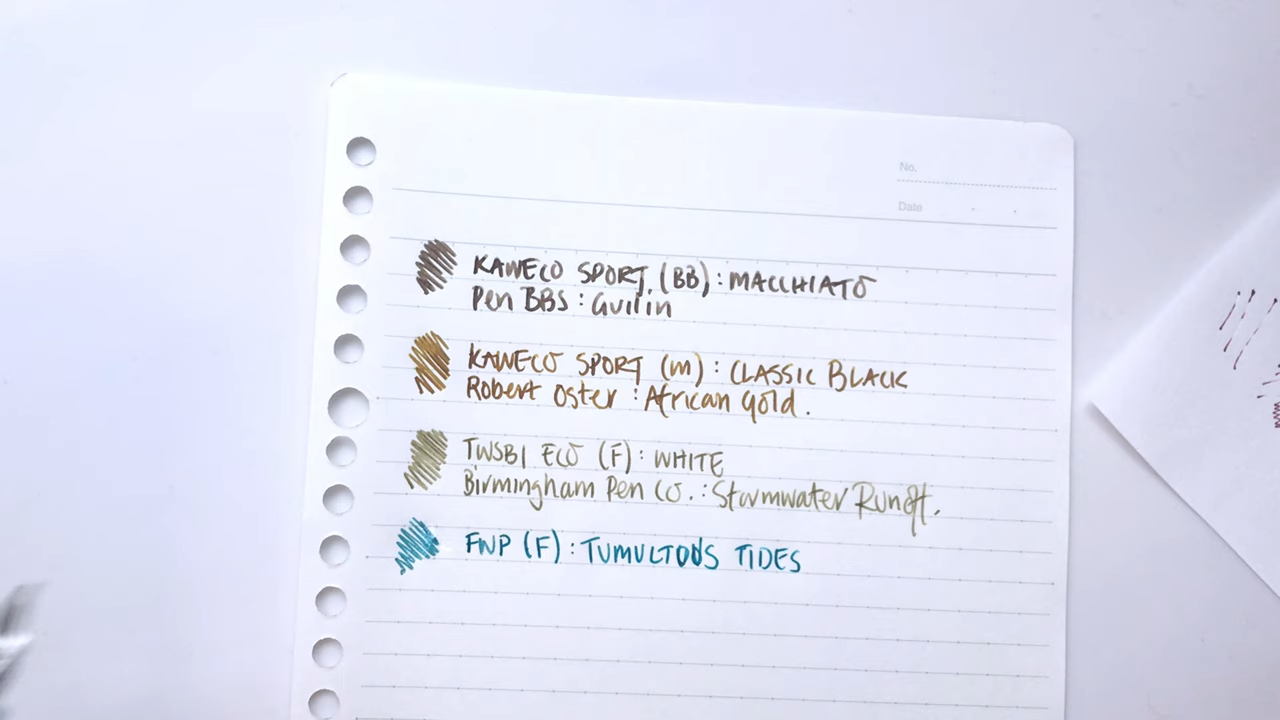 No.
Date
KAWECO SPORT (BB) : MACCHIATO
Pen BBS : Guilin
KAWECO SPORT (M) : CLASSIC BLACK
Robert Oster : African Gold.
TWSBI ECO (F) : WHITE
Birmingham Pen Co. : Stormwater Runoff.
FNP (F) : TUMULTOUS TIDES